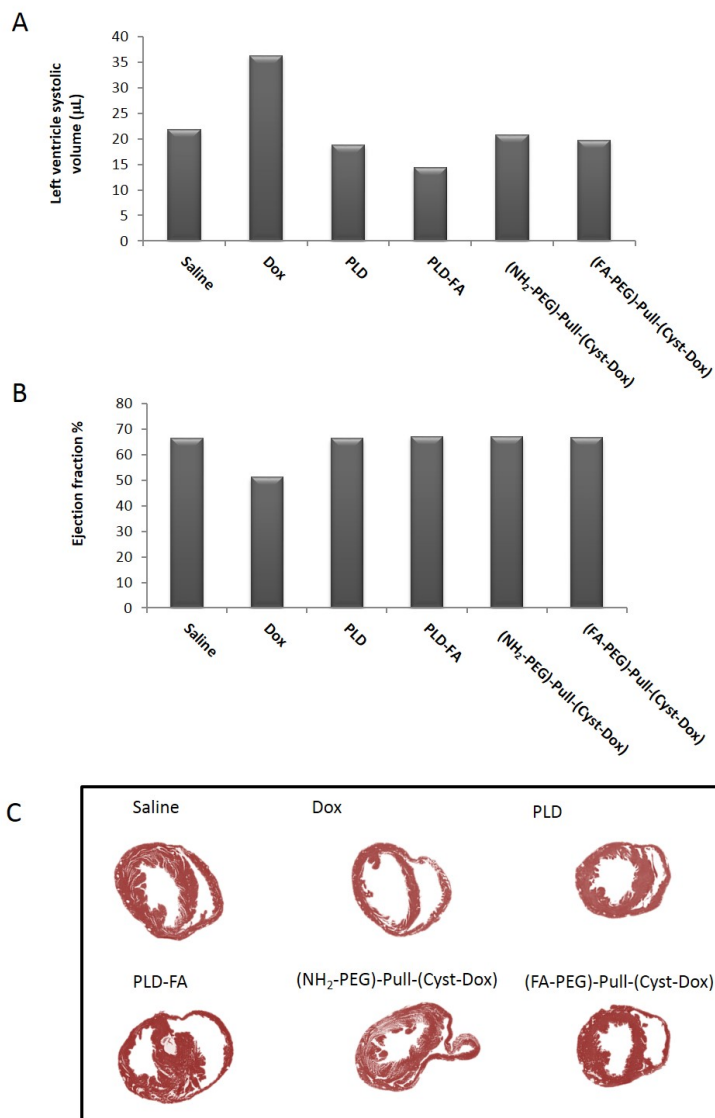 A
Left ventricle systolic
volume (μL)
40
35
30
25
20
15
10
5
0
Saline
Dox
PLD
PLD-FA
(NH₂-PEG)-Pull-(Cyst-Dox)
(FA-PEG)-Pull-(Cyst-Dox)
B
Ejection fraction %
80
70
60
50
40
30
20
10
0
Saline
Dox
PLD
PLD-FA
(NH₂-PEG)-Pull-(Cyst-Dox)
(FA-PEG)-Pull-(Cyst-Dox)
C
Saline Dox PLD
PLD-FA (NH₂-PEG)-Pull-(Cyst-Dox) (FA-PEG)-Pull-(Cyst-Dox)